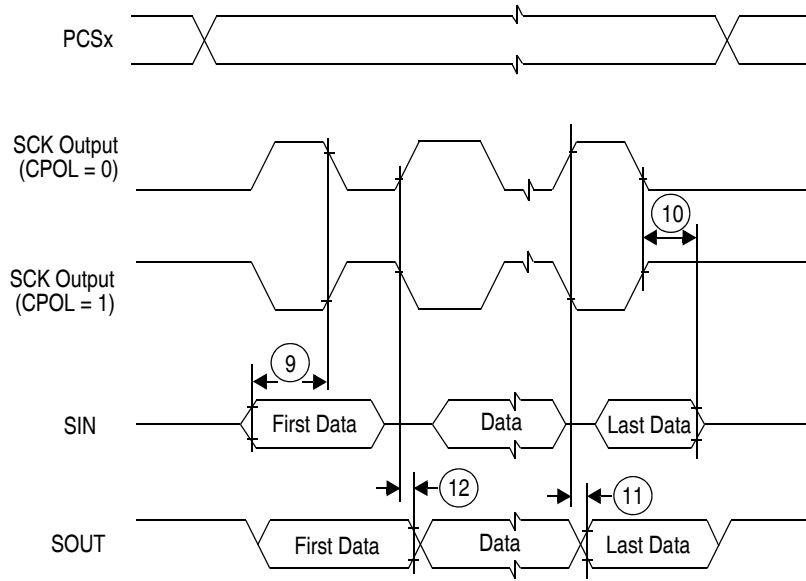 PCSx
SCK Output
(CPOL = 0)
10
SCK Output
(CPOL = 1)
9
SIN
First Data
Data
Last Data
12
11
SOUT
First Data
Data
Last Data